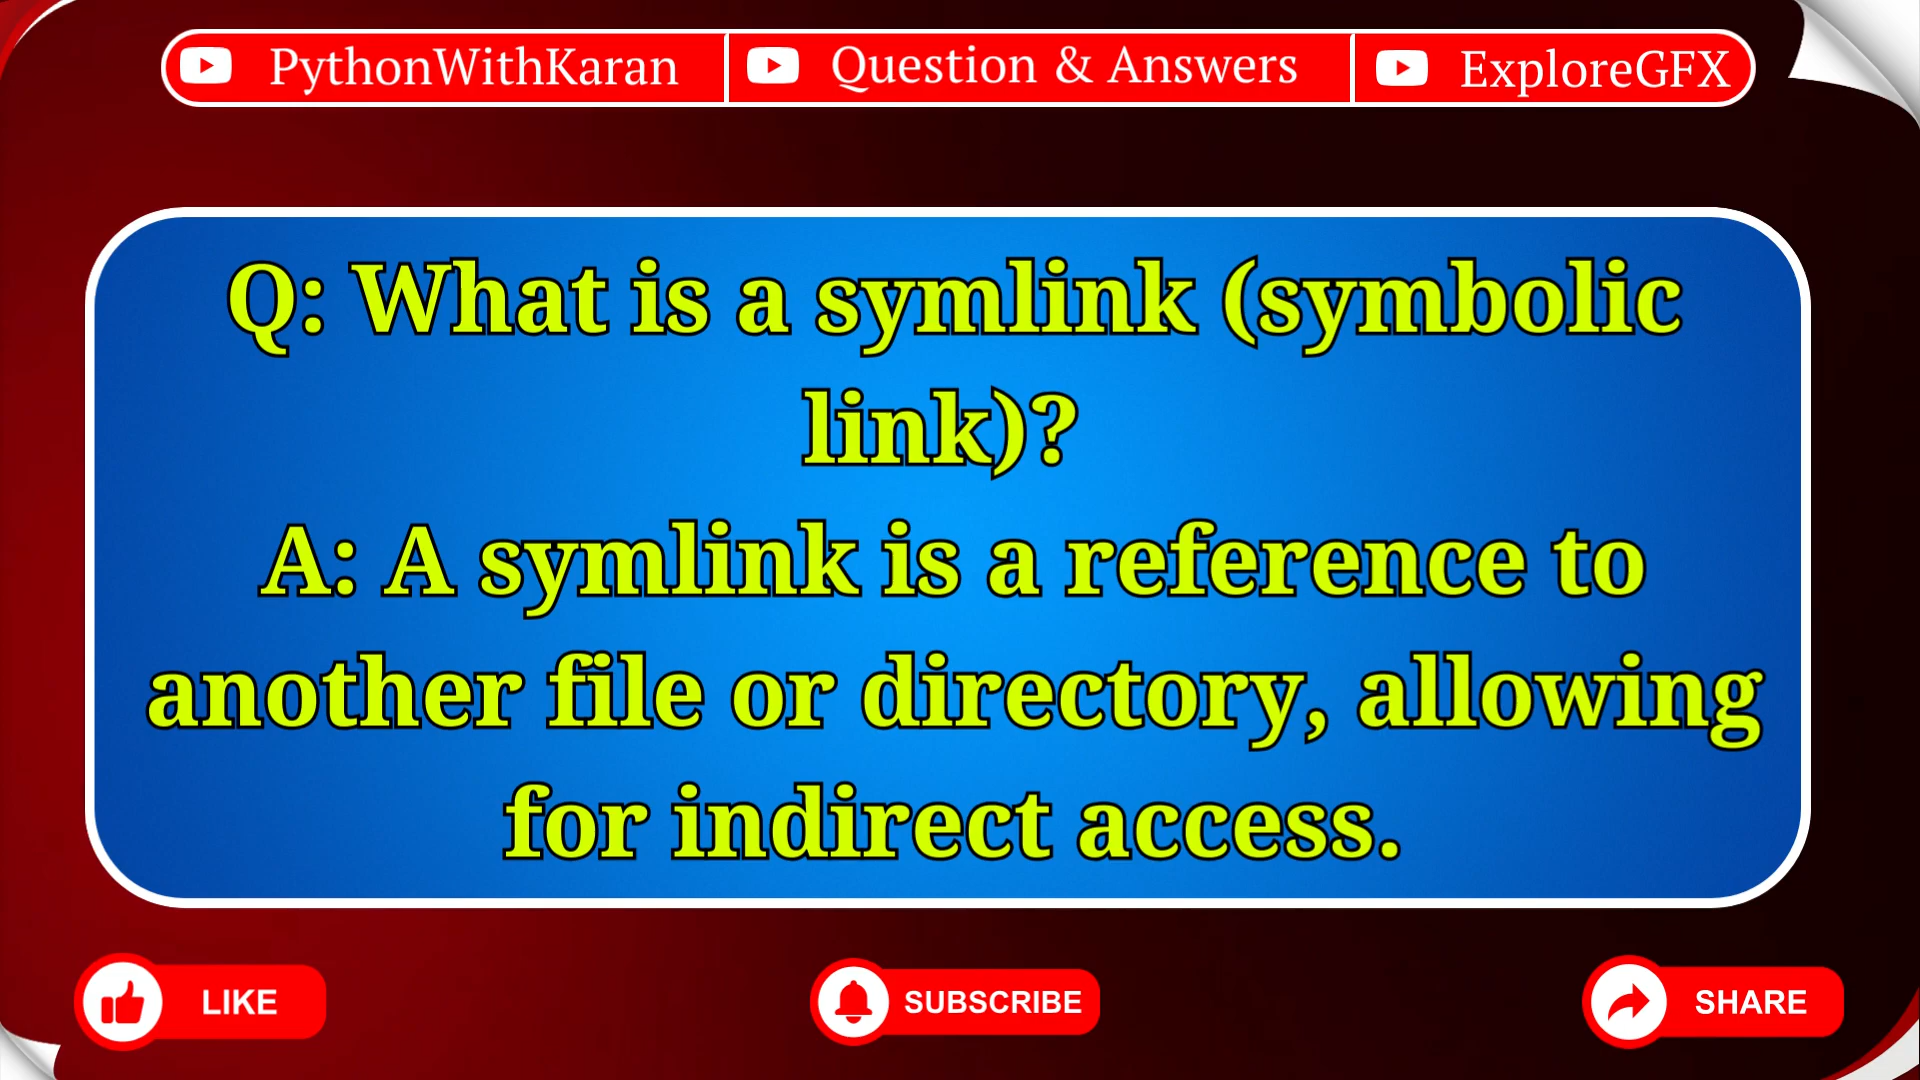 PythonWithKaran
Question & Answers
ExploreGFX
Q: What is a symlink (symbolic
link)?
A: A symlink is a reference to
another file or directory, allowing
for indirect access.
LIKE
SUBSCRIBE
SHARE